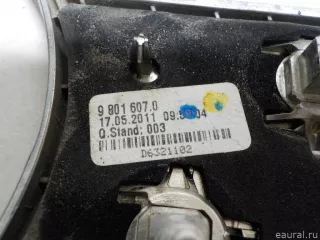 9 801 607.0
17.05.2011
Q.Stand: 003
D6321102
eaural.ru